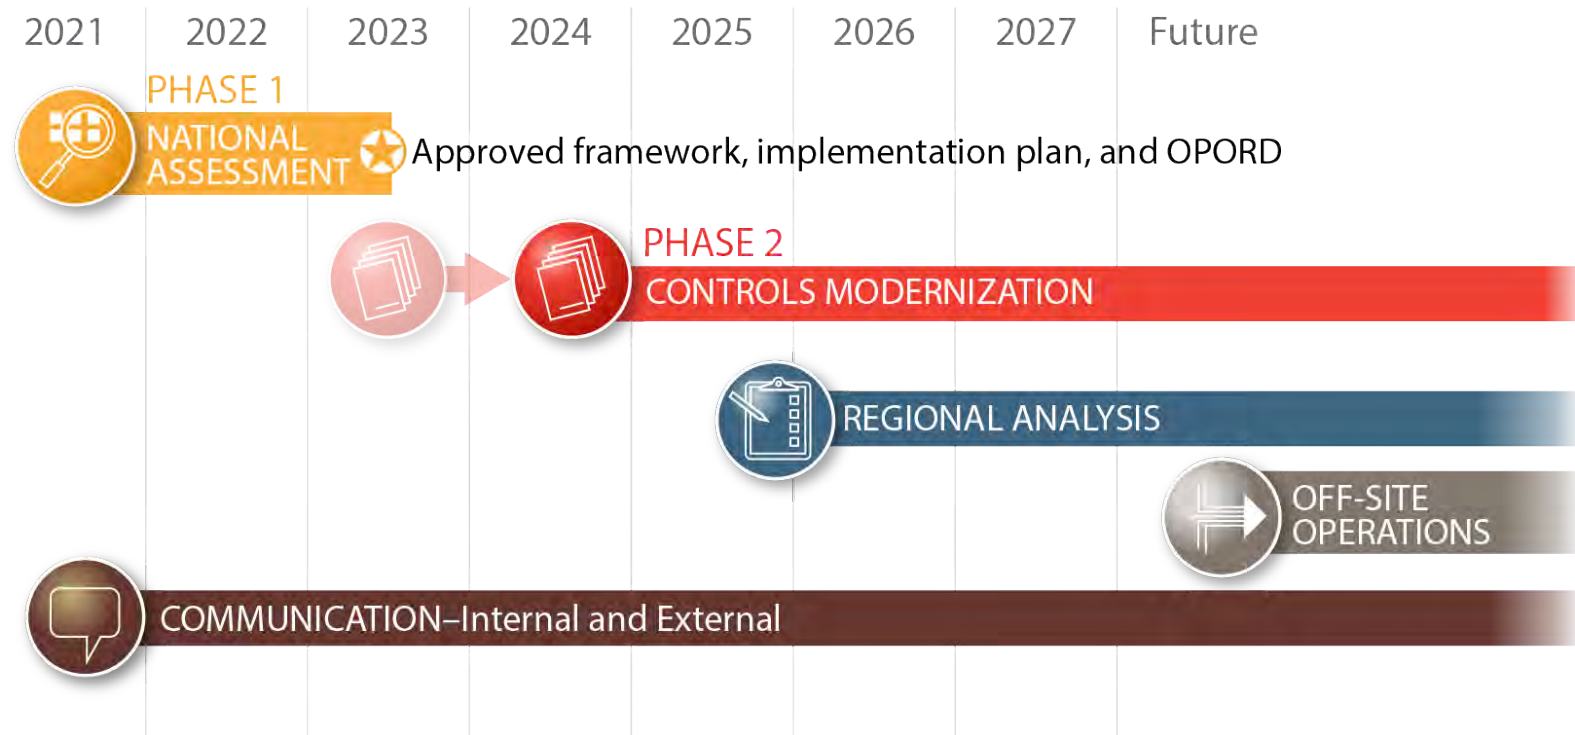 2021 2022 2023 2024 2025 2026 2027 Future
PHASE 1
NATIONAL
ASSESSMENT
Approved framework, implementation plan, and OPORD
PHASE 2
CONTROLS MODERNIZATION
REGIONAL ANALYSIS
OFF-SITE
OPERATIONS
COMMUNICATION–Internal and External